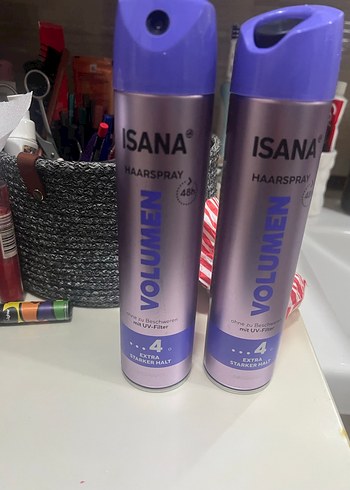 ISANA®
HAARSPRAY
48h
VOLUMEN
ohne zu Beschweren
mit UV-Filter
4
EXTRA
STARKER HALT
ISANA®
HAARSPRAY
VOLUMEN
ohne zu Beschweren
mit UV-Filter
4
EXTRA
STARKER HALT